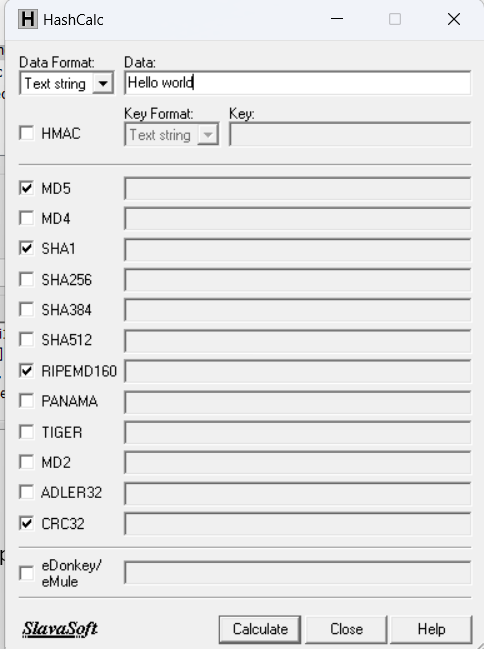 HashCalc
Data Format: Data:
Text string Hello world
Key Format: Key:
HMAC Text string
MD5
MD4
SHA1
SHA256
SHA384
SHA512
RIPEMD160
PANAMA
TIGER
MD2
ADLER32
CRC32
eDonkey/
eMule
SlavaSoft Calculate Close Help